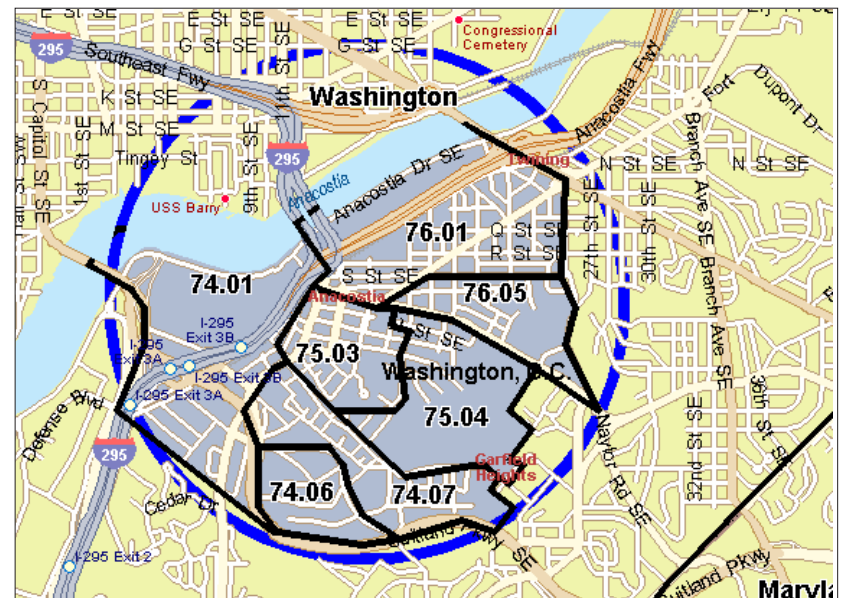 E St SE
E St SE
E St SE
Congressional
Cemetery
G St SE
G St SE
295
Southeast Fwy
11th St SE
Anacostia Fwy
S Capitol St SE
K St SE
Washington
Fort
Dupont Dr
M St SE
Tingey St
1st St SE
9th St SE
295
Anacostia Dr SE
Twining
N St SE
N St SE
Branch Ave SE
USS Barry
Anacostia
76.01
Q St SE
R St SE
27th St SE
30th St SE
74.01
S St SE
76.05
Anacostia
Branch Ave SE
I-295
Exit 3B
I-295
Exit 3A
75.03
St SE
Washington, D.C.
I-295 Exit 3B
I-295 Exit 3A
75.04
Defense Blvd
36th St SE
32nd St SE
Naylor Rd SE
295
Garfield
Heights
74.06
74.07
Cedar Dr
Suitland Pkwy SE
I-295 Exit 2
Suitland Pkwy
Maryla